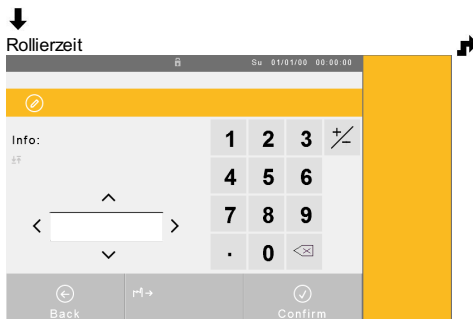 Rollierzeit
Su 01/01/00 00:00:00
Info:
1 2 3 +/-
4 5 6
7 8 9
. 0
Back
Confirm